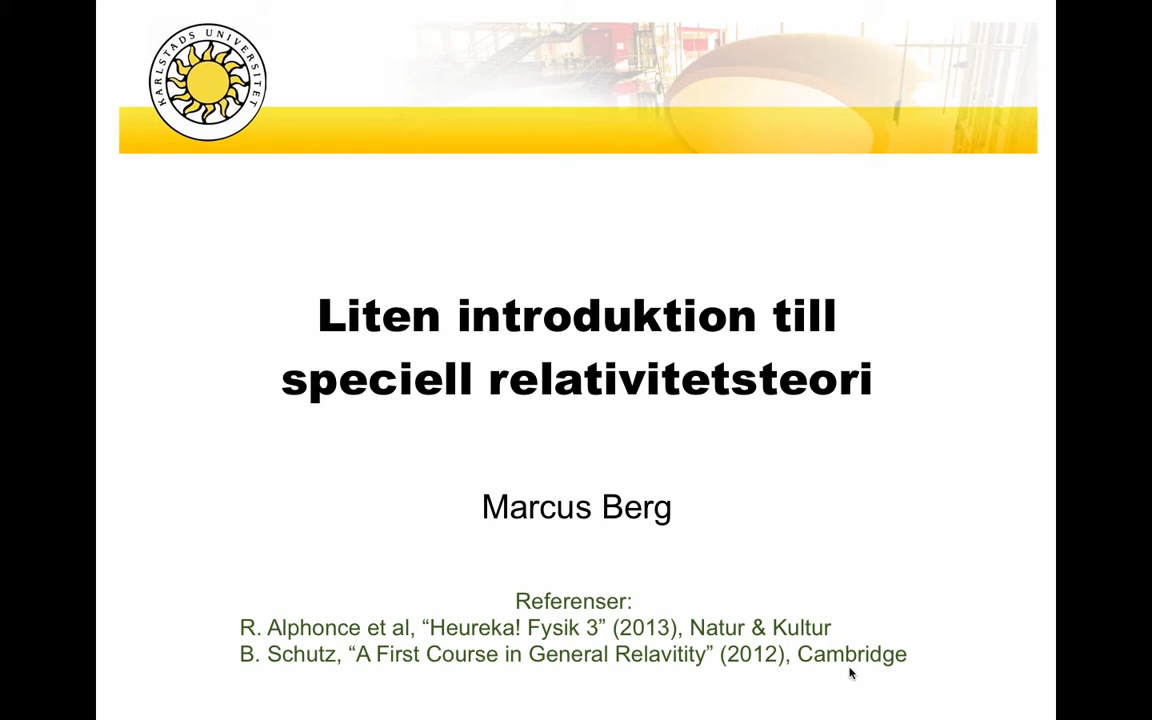 KARLSTADS UNIVERSITET
Liten introduktion till
speciell relativitetsteori
Marcus Berg
Referenser:
R. Alphonce et al, “Heureka! Fysik 3” (2013), Natur & Kultur
B. Schutz, “A First Course in General Relavitity” (2012), Cambridge